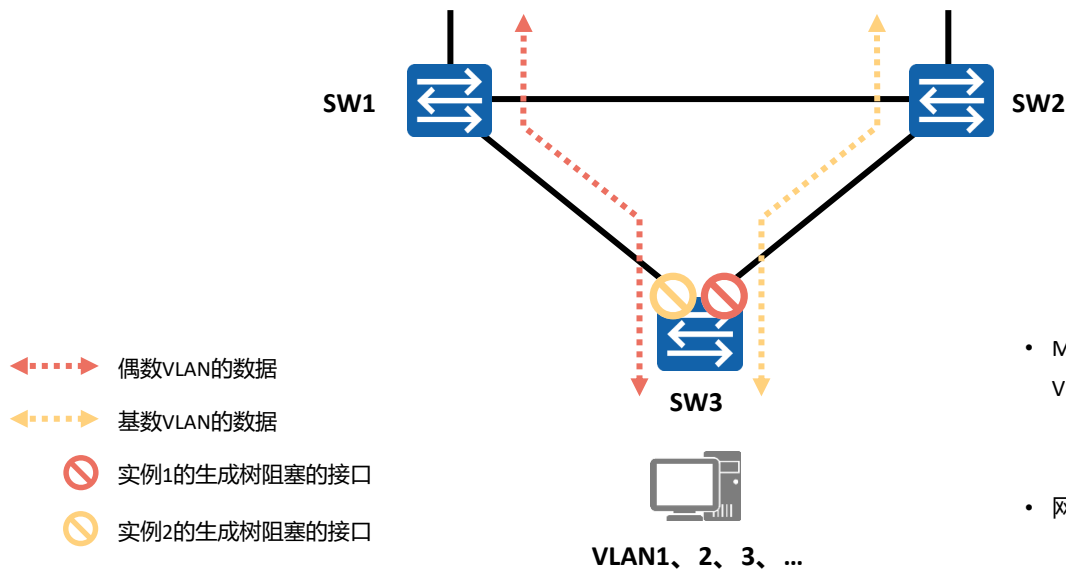 SW1
SW2
SW3
偶数VLAN的数据
基数VLAN的数据
实例1的生成树阻塞的接口
实例2的生成树阻塞的接口
VLAN1、2、3、...
• M
V
• 网